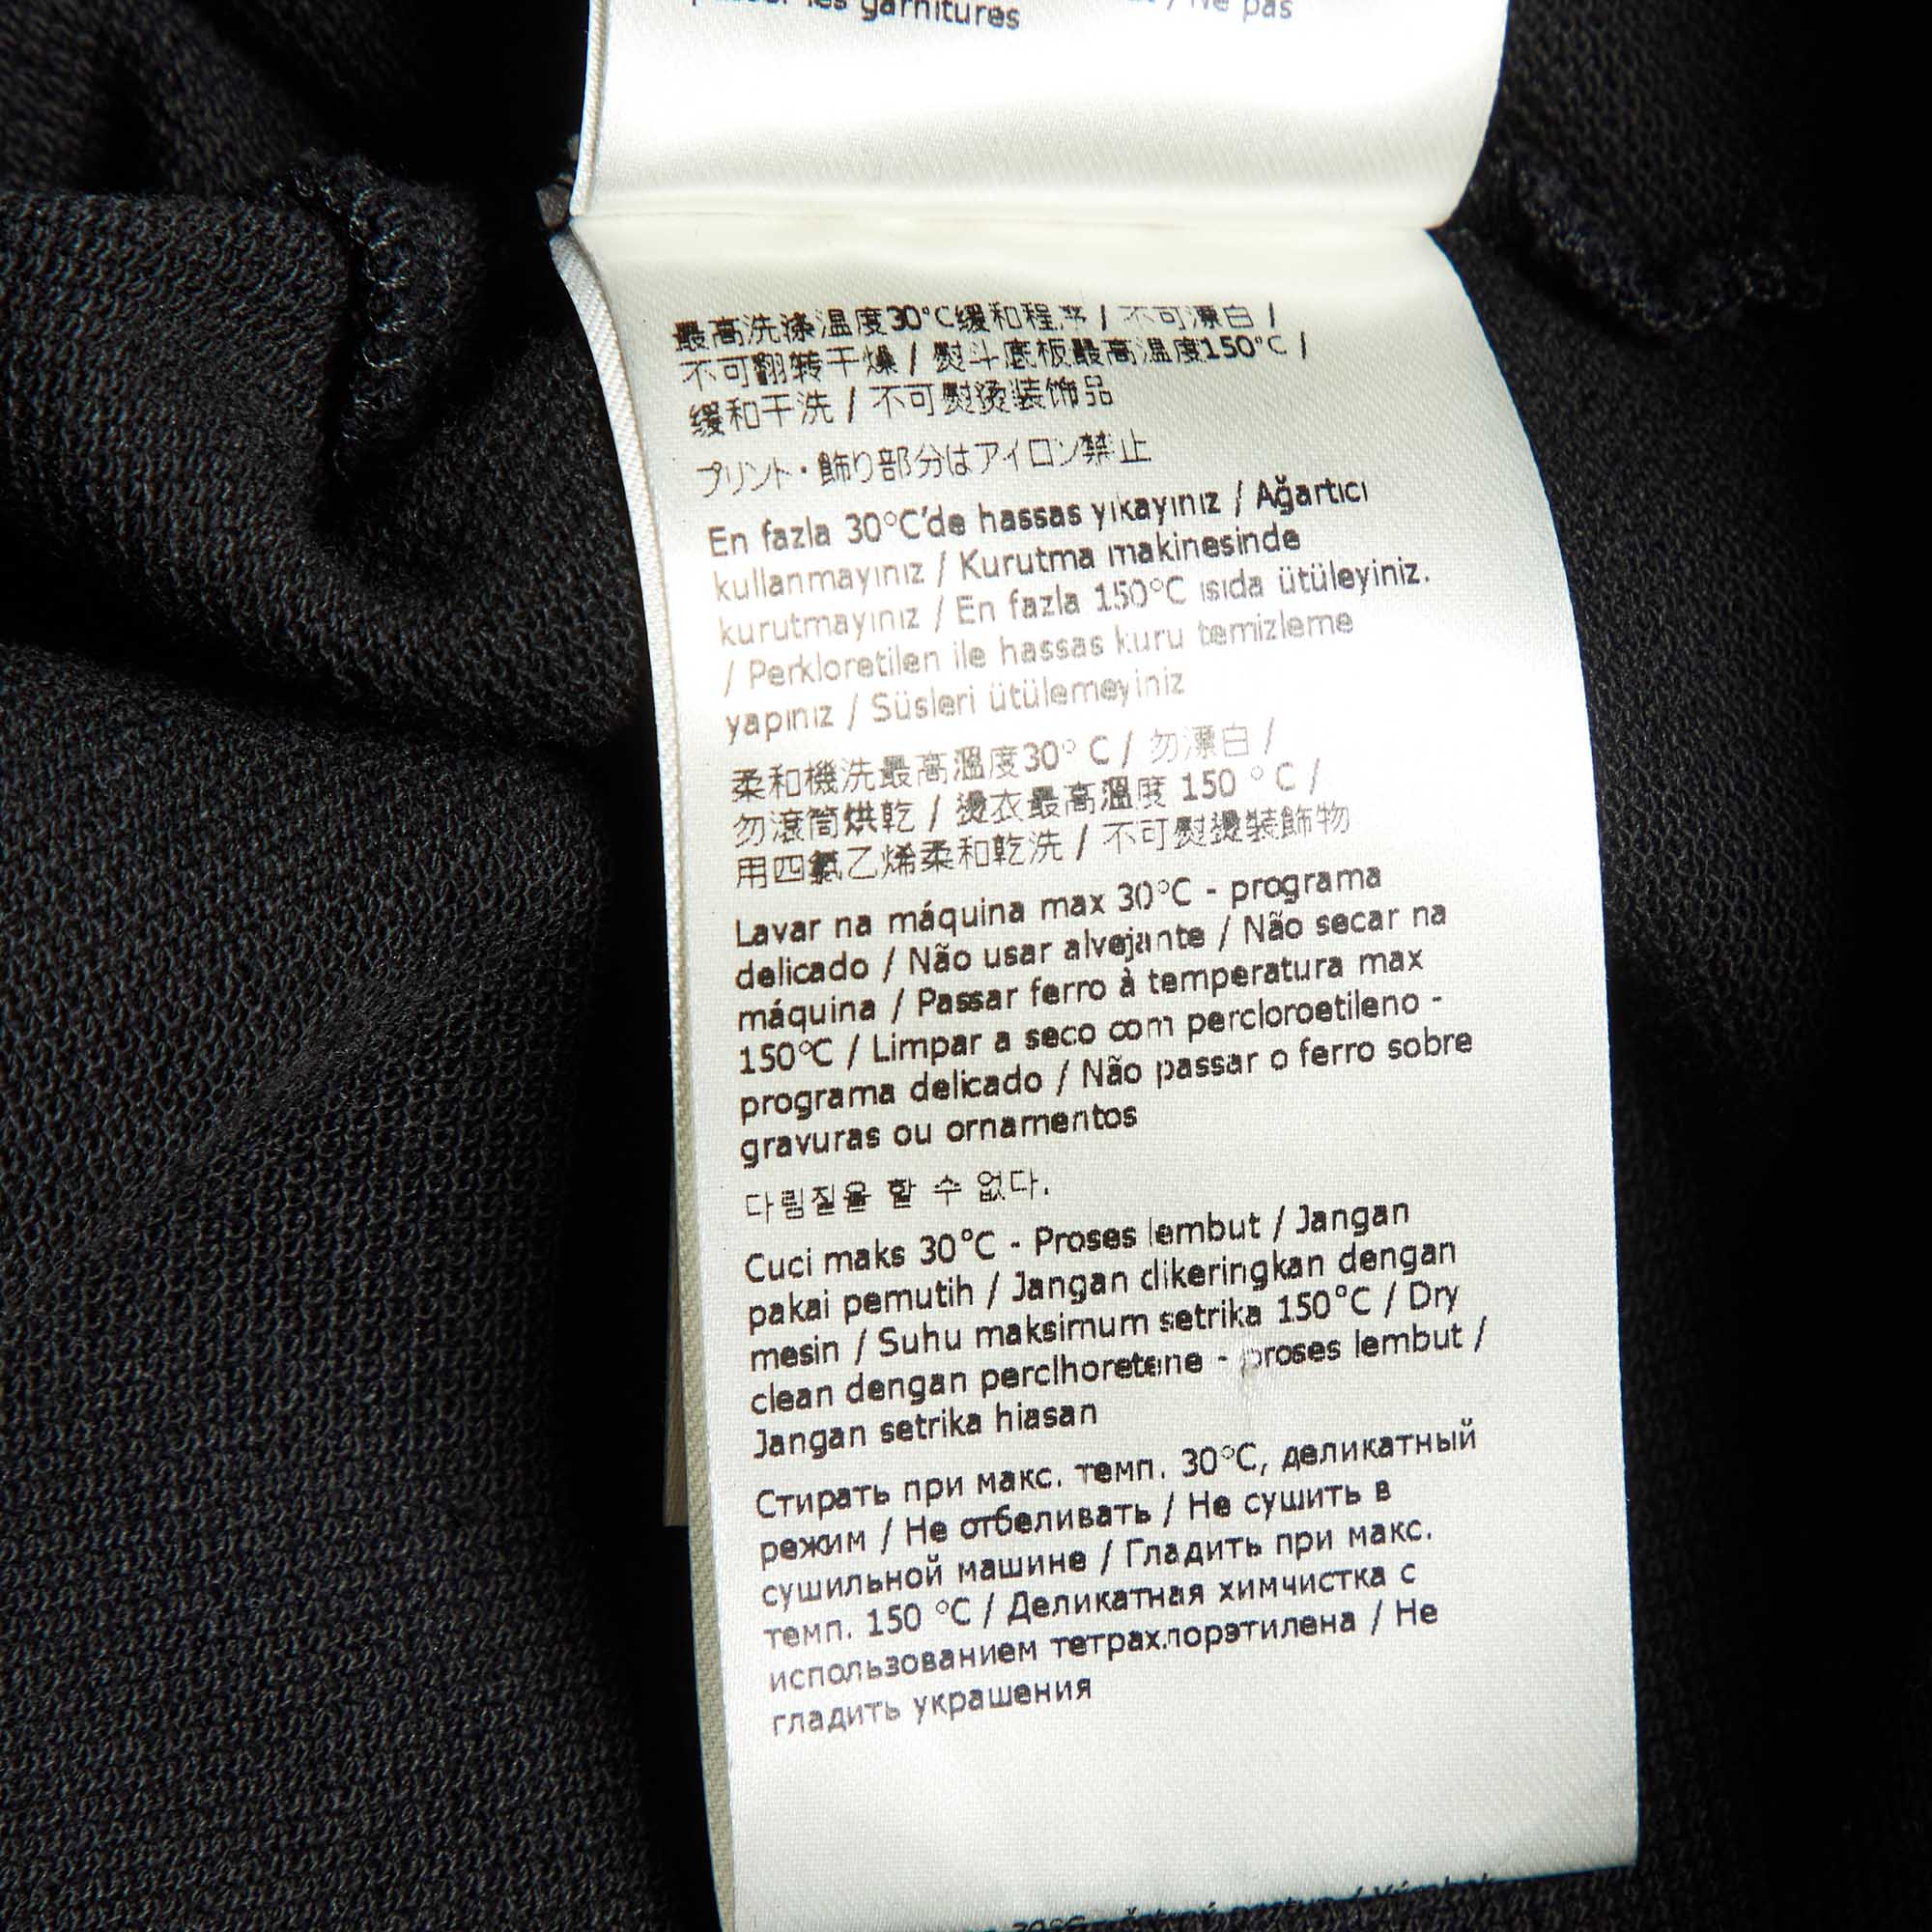 les garnitures
/ Ne pas
最高洗涤温度30°C缓和程序 / 不可漂白 /
不可翻转干燥 / 熨斗底板最高温度150°C /
缓和干洗 / 不可熨烫装饰品
プリント・飾り部分はアイロン禁止
En fazla 30°C'de hassas yıkayınız / Ağartıcı
kullanmayınız / Kurutma makinesinde
kurutmayınız / En fazla 150°C ısıda ütüleyiniz.
/ Perkloretilen ile hassas kuru temizleme
yapınız / Süsleri ütülemeyiniz
柔和機洗最高溫度30° C / 勿漂白 /
勿滾筒烘乾 / 燙衣最高溫度 150 ° C /
用四氯乙烯柔和乾洗 / 不可熨燙裝飾物
Lavar na máquina max 30°C - programa
delicado / Não usar alvejante / Não secar na
máquina / Passar ferro à temperatura max
150°C / Limpar a seco com percloroetileno -
programa delicado / Não passar o ferro sobre
gravuras ou ornamentos
다림질을 할 수 없다.
Cuci maks 30°C - Proses lembut / Jangan
pakai pemutih / Jangan dikeringkan dengan
mesin / Suhu maksimum setrika 150°C / Dry
clean dengan perclhoretene - proses lembut /
Jangan setrika hiasan
Стирать при макс. темп. 30°C, деликатный
режим / Не отбеливать / Не сушить в
сушильной машине / Гладить при макс.
темп. 150 °C / Деликатная химчистка с
использованием тетрахлорэтилена / Не
гладить украшения
30°C